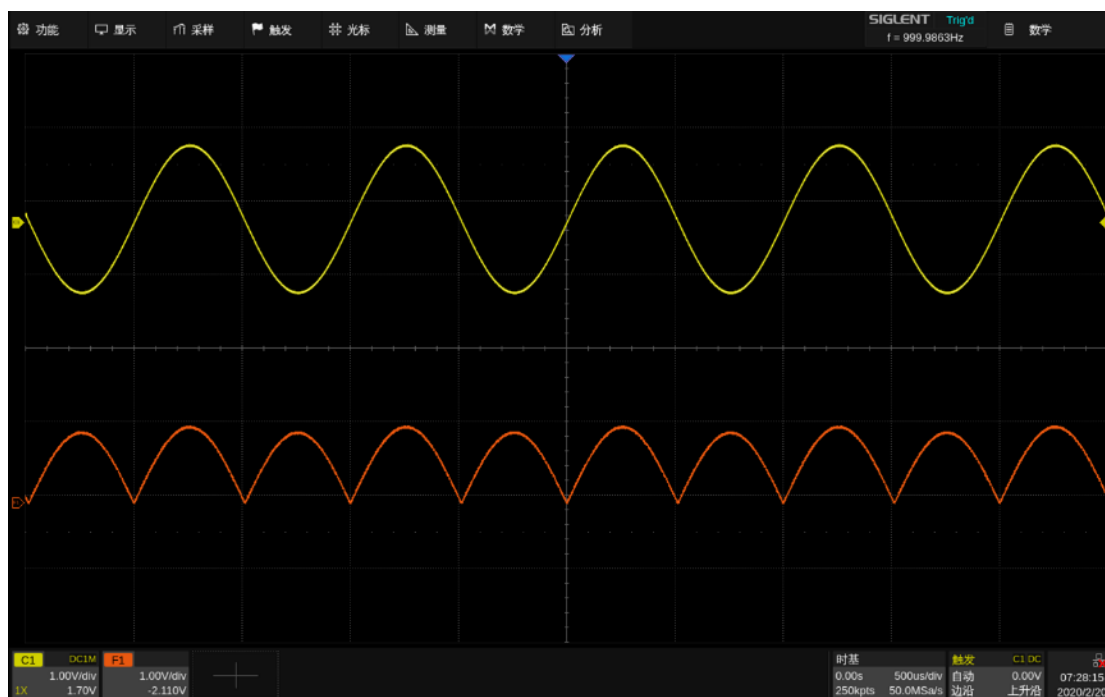 功能 显示 采样 触发 光标 测量 数学 分析 SIGLENT Trig'd 数学
f = 999.9863Hz
C1 DC1M F1 时基 触发 C1 DC
1.00V/div 1.00V/div 0.00s 500us/div 自动 0.00V 07:28:15
1X 1.70V -2.110V 250kpts 50.0MSa/s 边沿 上升沿